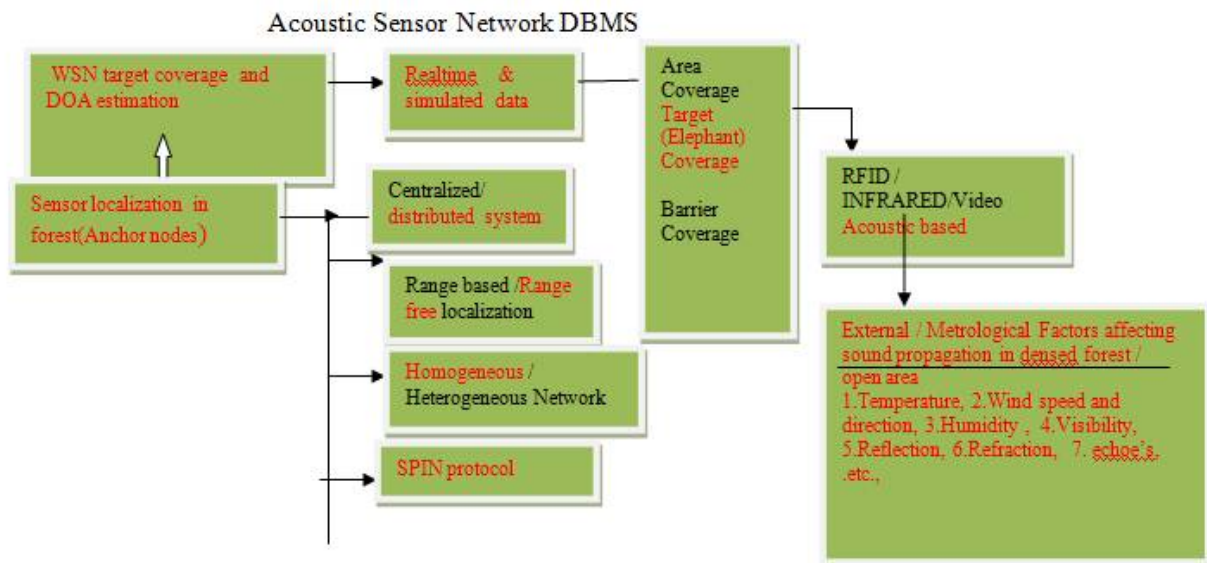 Acoustic Sensor Network DBMS
WSN target coverage and
DOA estimation
Realtime &
simulated data
Area
Coverage
Target
(Elephant)
Coverage
Barrier
Coverage
RFID /
INFRARED/Video
Acoustic based
Sensor localization in
forest(Anchor nodes)
Centralized/
distributed system
Range based /Range
free localization
Homogeneous /
Heterogeneous Network
SPIN protocol
External / Metrological Factors affecting
sound propagation in densed forest /
open area
1.Temperature, 2.Wind speed and
direction, 3.Humidity , 4.Visibility,
5.Reflection, 6.Refraction, 7. echoe's.
.etc.,